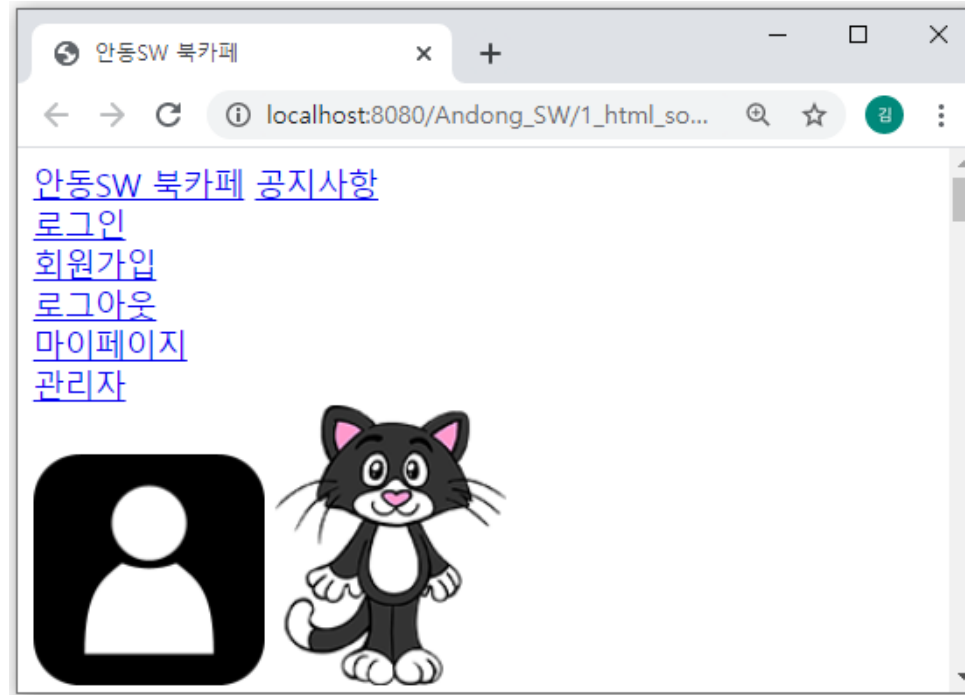 안동SW 북카페
localhost:8080/Andong_SW/1_html_so...
김
안동SW 북카페 공지사항
로그인
회원가입
로그아웃
마이페이지
관리자